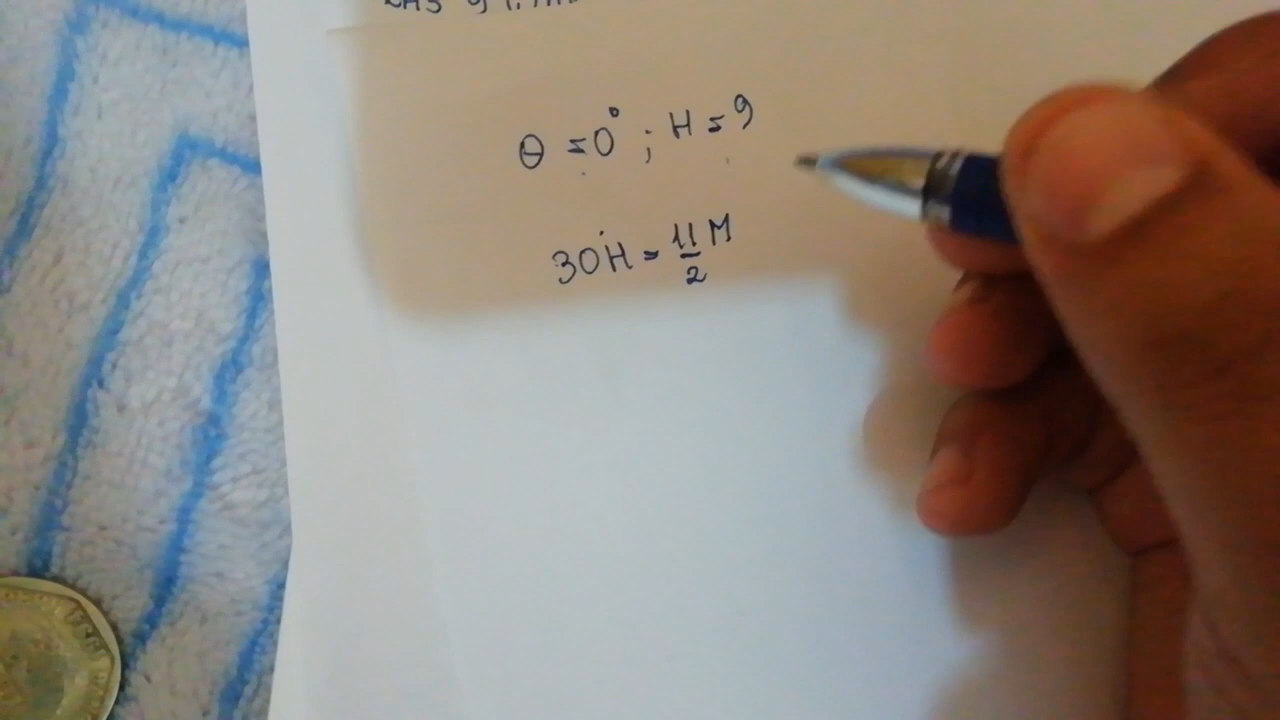 θ = 0° ; H = 9
30H = 11/2 M